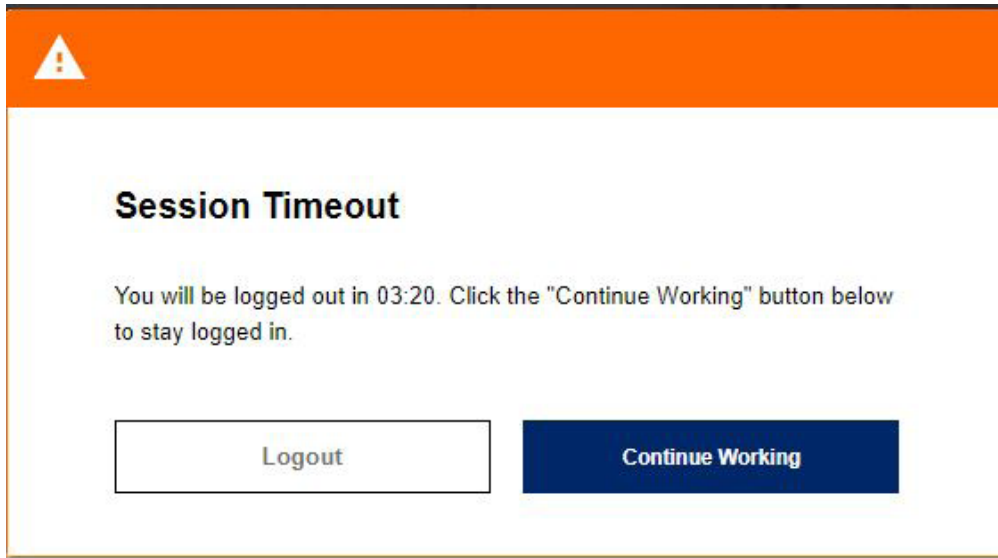 Session Timeout
You will be logged out in 03:20. Click the "Continue Working" button below
to stay logged in.
Logout
Continue Working